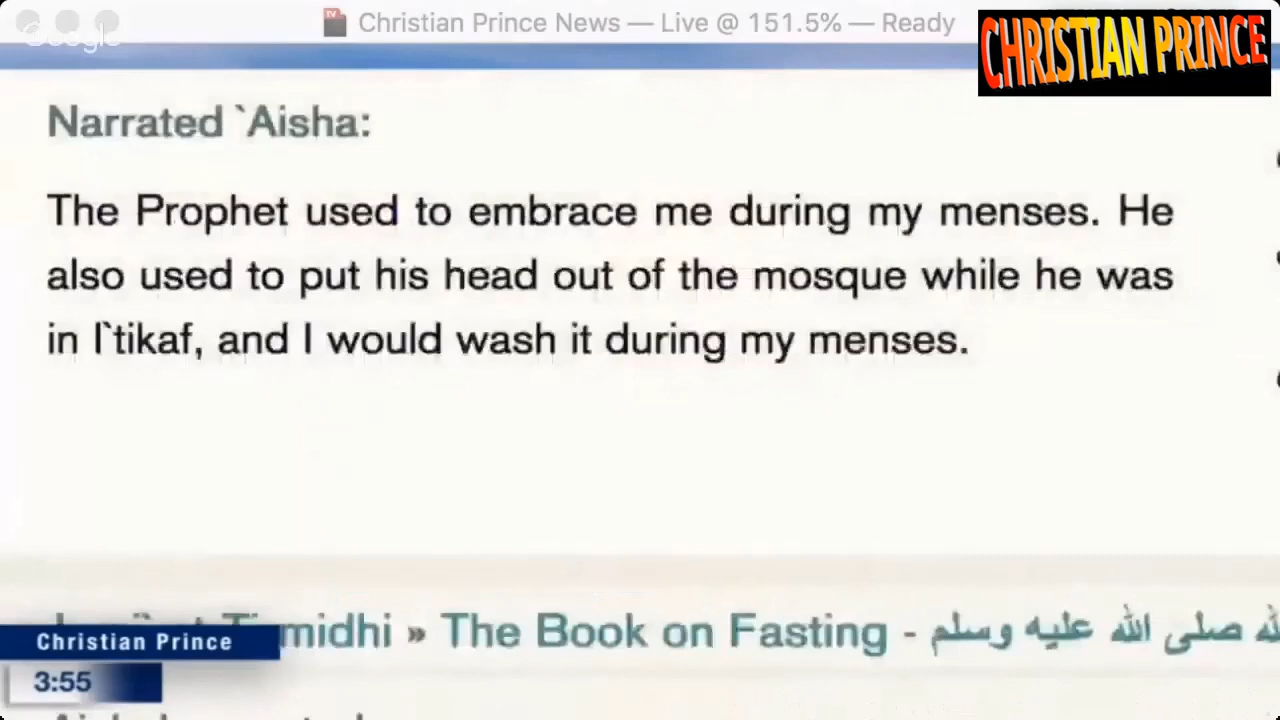 Google
Christian Prince News — Live @ 151.5% — Ready
CHRISTIAN PRINCE
Narrated `Aisha:
The Prophet used to embrace me during my menses. He
also used to put his head out of the mosque while he was
in I`tikaf, and I would wash it during my menses.
midhi » The Book on Fasting - الله صلى الله عليه وسلم
Christian Prince
3:55